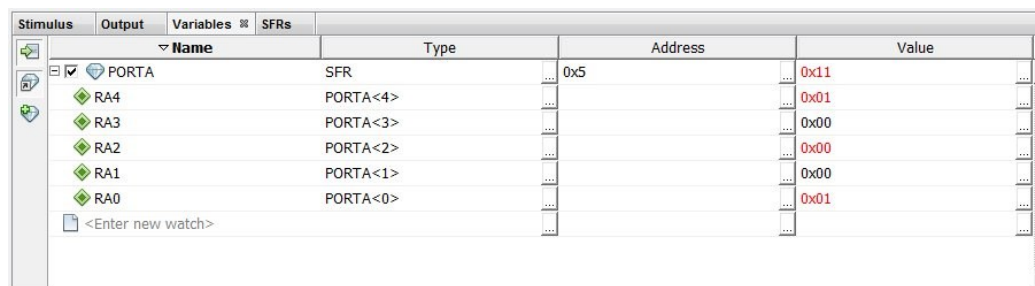 Stimulus Output Variables SFRs
Name Type Address Value
PORTA SFR ... 0x5 ... 0x11 ...
RA4 PORTA<4> ... ... 0x01 ...
RA3 PORTA<3> ... ... 0x00 ...
RA2 PORTA<2> ... ... 0x00 ...
RA1 PORTA<1> ... ... 0x00 ...
RA0 PORTA<0> ... ... 0x01 ...
<Enter new watch> ... ... ...